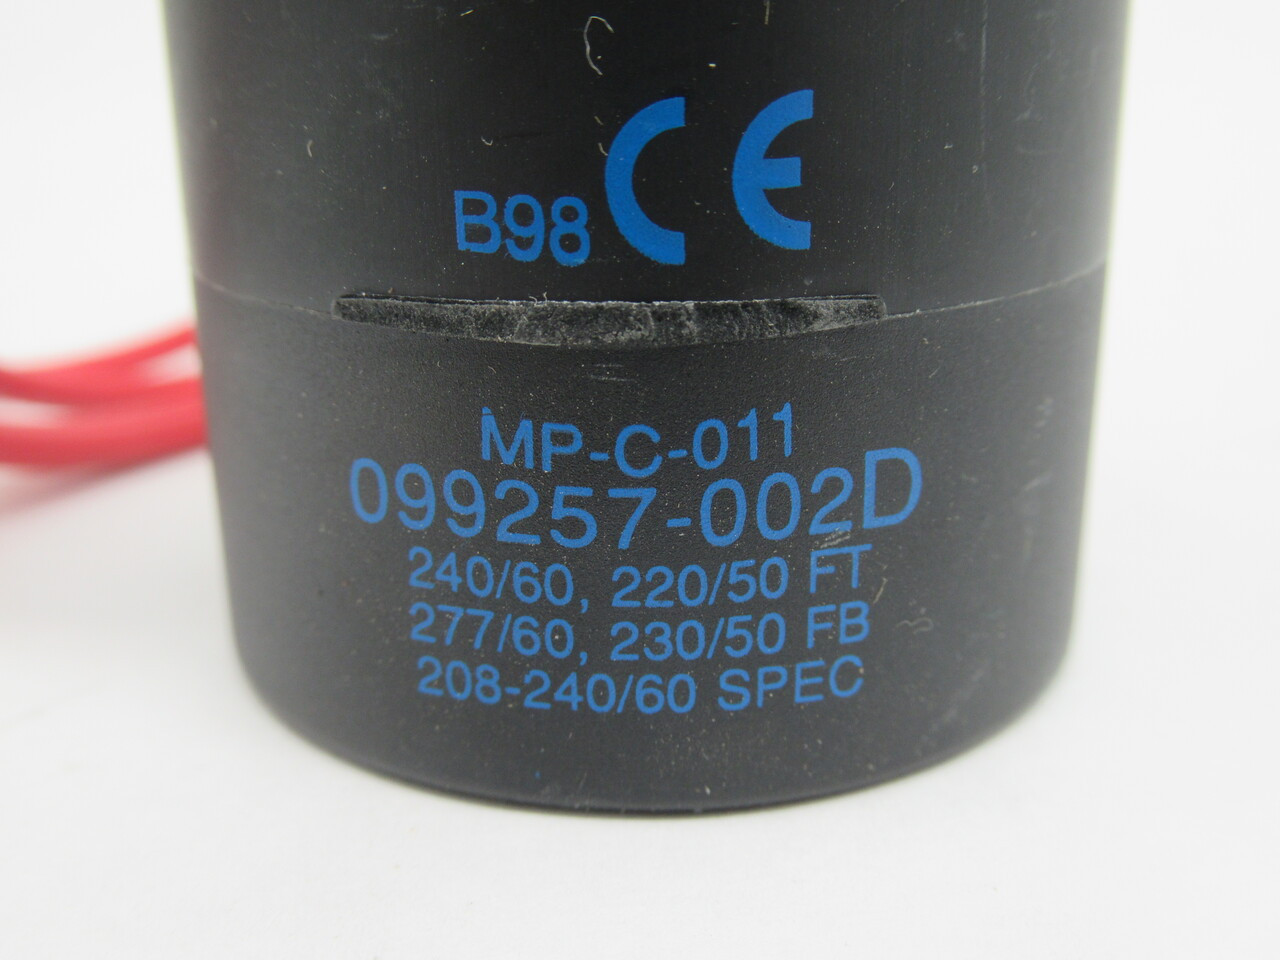 B98 CE
MP-C-011
099257-002D
240/60, 220/50 FT
277/60, 230/50 FB
208-240/60 SPEC